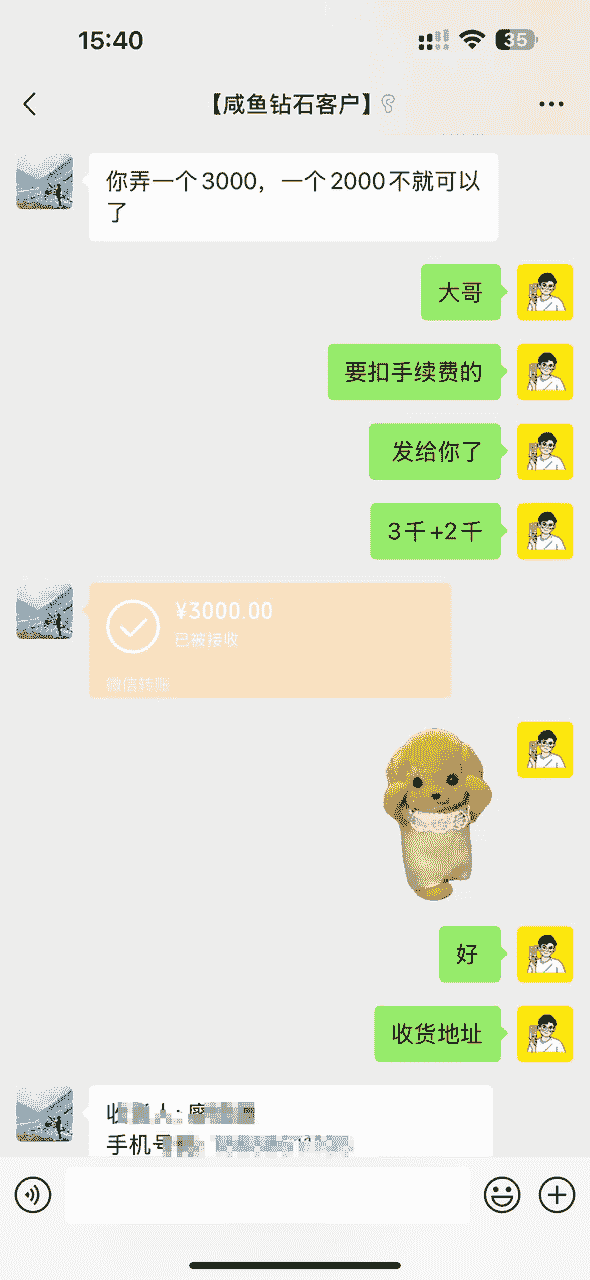 15:40
35
【咸鱼钻石客户】
你弄一个3000，一个2000不就可以
了
大哥
要扣手续费的
发给你了
3千+2千
¥3000.00
已被接收
微信转账
好
收货地址
手机号